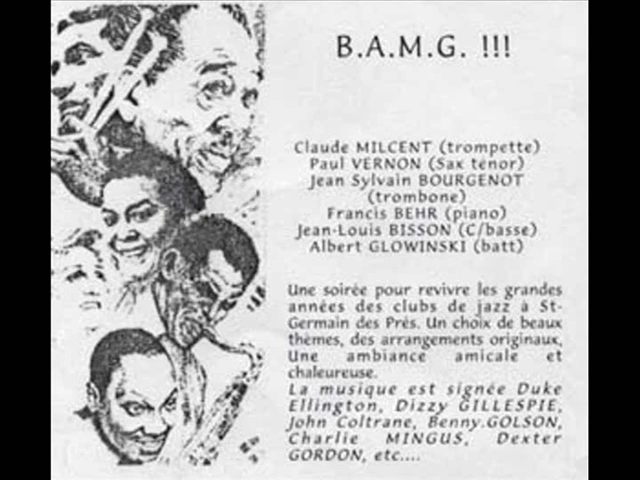 B.A.M.G. !!!
Claude MILCENT (trompette)
Paul VERNON (Sax ténor)
Jean Sylvain BOURGENOT
(trombone)
Francis BEHR (piano)
Jean-Louis BISSON (C/basse)
Albert GLOWINSKI (batt)
Une soirée pour revivre les grandes
années des clubs de jazz à St-
Germain des Près. Un choix de beaux
thèmes, des arrangements originaux,
Une ambiance amicale et
chaleureuse.
La musique est signée Duke
Ellington, Dizzy GILLESPIE,
John Coltrane, Benny.GOLSON,
Charlie MINGUS, Dexter
GORDON, etc....